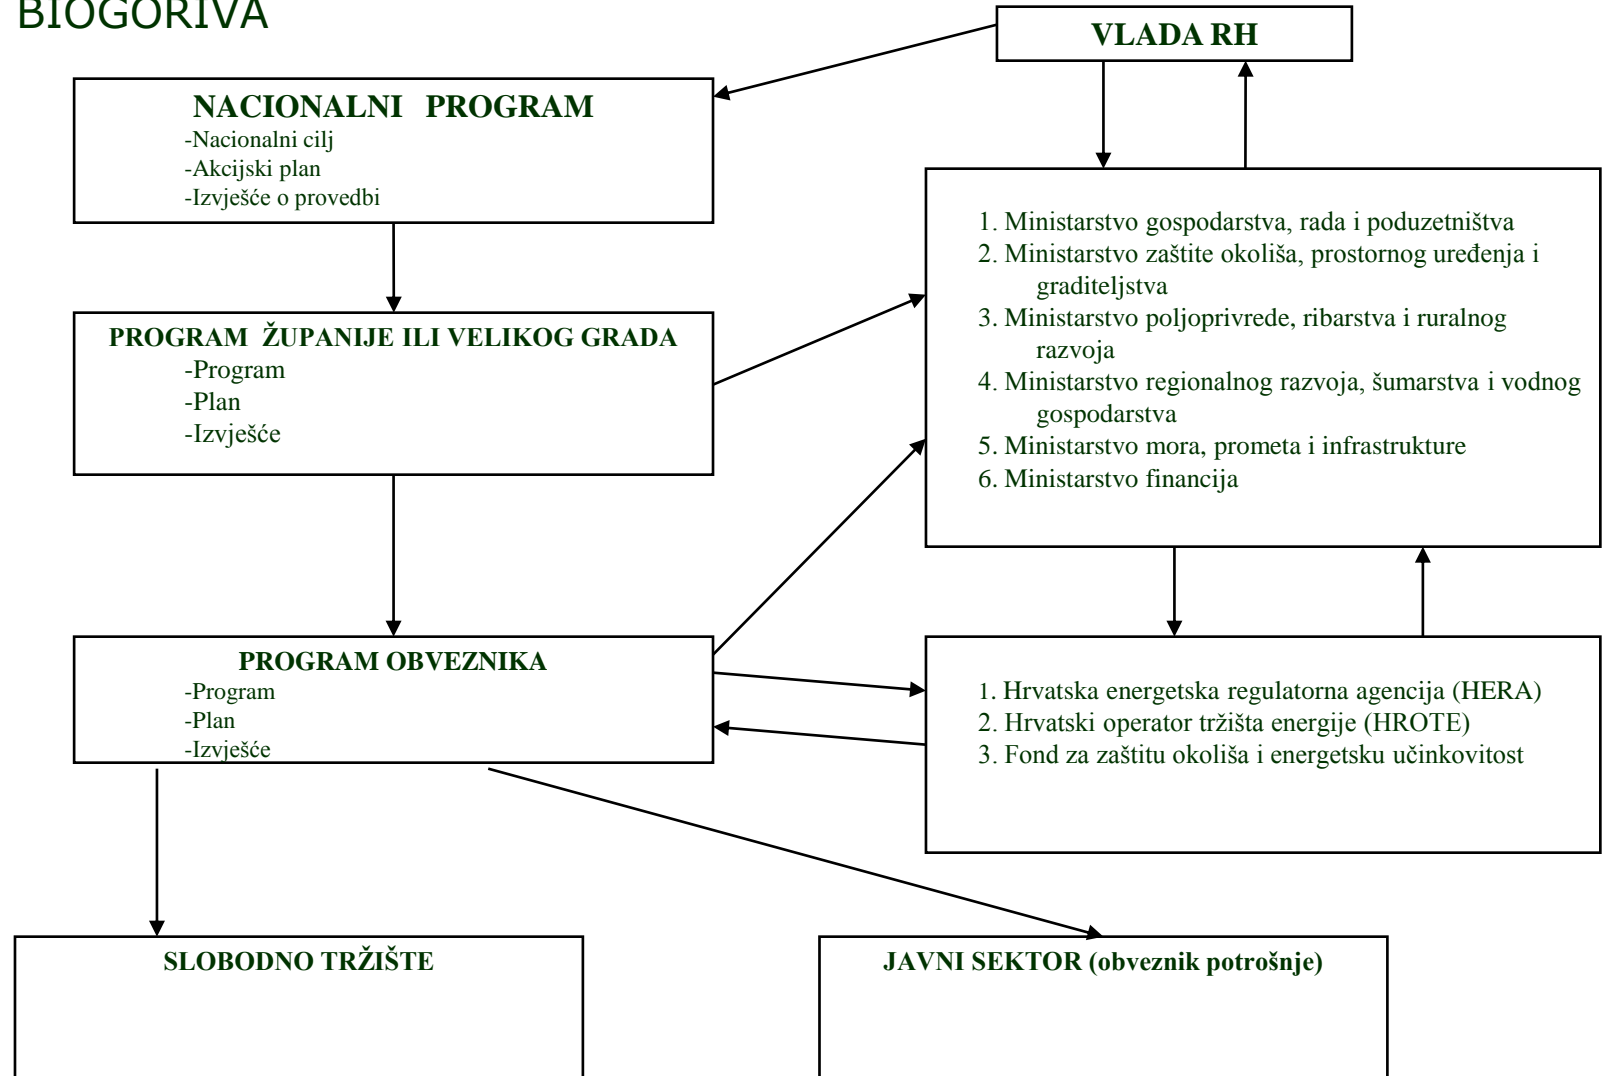 BIOGORIVA
VLADA RH
NACIONALNI PROGRAM
-Nacionalni cilj
-Akcijski plan
-Izvješće o provedbi
1. Ministarstvo gospodarstva, rada i poduzetništva
2. Ministarstvo zaštite okoliša, prostornog uređenja i
graditeljstva
3. Ministarstvo poljoprivrede, ribarstva i ruralnog
razvoja
4. Ministarstvo regionalnog razvoja, šumarstva i vodnog
gospodarstva
5. Ministarstvo mora, prometa i infrastrukture
6. Ministarstvo financija
PROGRAM ŽUPANIJE ILI VELIKOG GRADA
-Program
-Plan
-Izvješće
PROGRAM OBVEZNIKA
-Program
-Plan
-Izvješće
1. Hrvatska energetska regulatorna agencija (HERA)
2. Hrvatski operator tržišta energije (HROTE)
3. Fond za zaštitu okoliša i energetsku učinkovitost
SLOBODNO TRŽIŠTE
JAVNI SEKTOR (obveznik potrošnje)